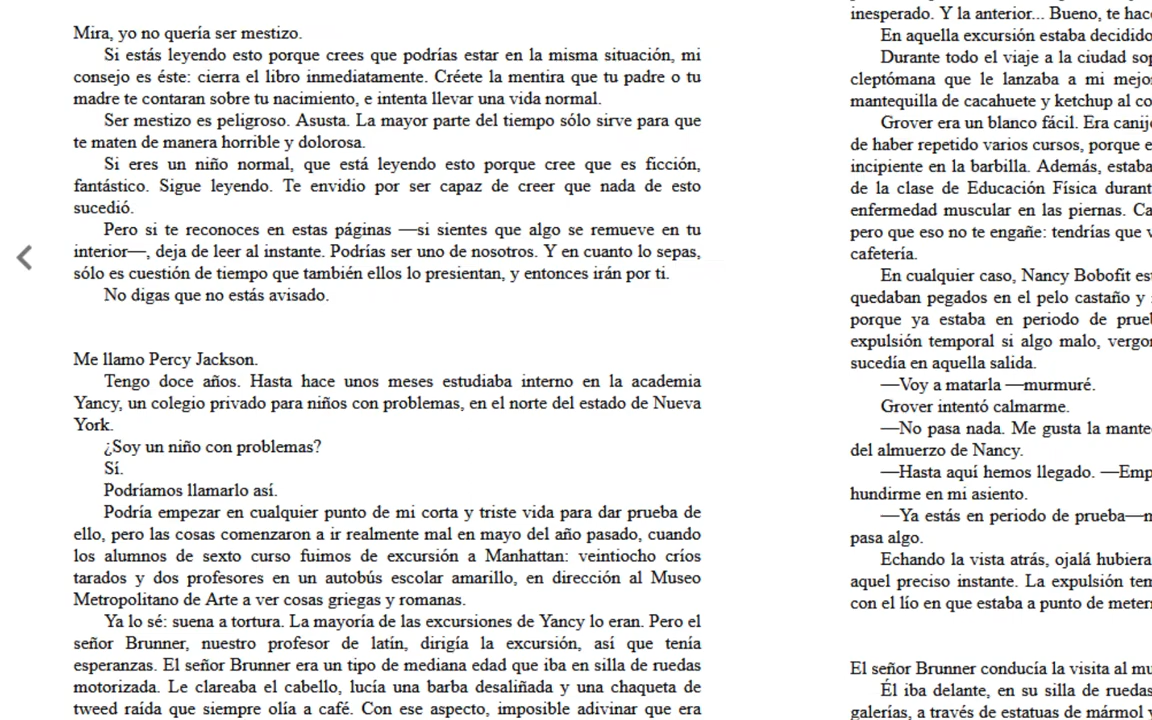 Mira, yo no quería ser mestizo.
Si estás leyendo esto porque crees que podrías estar en la misma situación, mi
consejo es éste: cierra el libro inmediatamente. Créete la mentira que tu padre o tu
madre te contaran sobre tu nacimiento, e intenta llevar una vida normal.
Ser mestizo es peligroso. Asusta. La mayor parte del tiempo sólo sirve para que
te maten de manera horrible y dolorosa.
Si eres un niño normal, que está leyendo esto porque cree que es ficción,
fantástico. Sigue leyendo. Te envidio por ser capaz de creer que nada de esto
sucedió.
Pero si te reconoces en estas páginas —si sientes que algo se remueve en tu
interior—, deja de leer al instante. Podrías ser uno de nosotros. Y en cuanto lo sepas,
sólo es cuestión de tiempo que también ellos lo presientan, y entonces irán por ti.
No digas que no estás avisado.
Me llamo Percy Jackson.
Tengo doce años. Hasta hace unos meses estudiaba interno en la academia
Yancy, un colegio privado para niños con problemas, en el norte del estado de Nueva
York.
¿Soy un niño con problemas?
Sí.
Podríamos llamarlo así.
Podría empezar en cualquier punto de mi corta y triste vida para dar prueba de
ello, pero las cosas comenzaron a ir realmente mal en mayo del año pasado, cuando
los alumnos de sexto curso fuimos de excursión a Manhattan: veintiocho críos
tarados y dos profesores en un autobús escolar amarillo, en dirección al Museo
Metropolitano de Arte a ver cosas griegas y romanas.
Ya lo sé: suena a tortura. La mayoría de las excursiones de Yancy lo eran. Pero el
señor Brunner, nuestro profesor de latín, dirigía la excursión, así que tenía
esperanzas. El señor Brunner era un tipo de mediana edad que iba en silla de ruedas
motorizada. Le clareaba el cabello, lucía una barba desaliñada y una chaqueta de
tweed raída que siempre olía a café. Con ese aspecto, imposible adivinar que era
inesperado. Y la anterior... Bueno, te hac
En aquella excursión estaba decidido
Durante todo el viaje a la ciudad so
cleptómana que le lanzaba a mi mejo
mantequilla de cacahuete y ketchup al co
Grover era un blanco fácil. Era canij
de haber repetido varios cursos, porque e
incipiente en la barbilla. Además, estaba
de la clase de Educación Física durant
enfermedad muscular en las piernas. Ca
pero que eso no te engañe: tendrías que v
cafetería.
En cualquier caso, Nancy Bobofit est
quedaban pegados en el pelo castaño y
porque ya estaba en periodo de prueb
expulsión temporal si algo malo, vergo
sucedía en aquella salida.
—Voy a matarla —murmuré.
Grover intentó calmarme.
—No pasa nada. Me gusta la mante
del almuerzo de Nancy.
—Hasta aquí hemos llegado. —Emp
hundirme en mi asiento.
—Ya estás en periodo de prueba—
pasa algo.
Echando la vista atrás, ojalá hubiera
aquel preciso instante. La expulsión tem
con el lío en que estaba a punto de meter
El señor Brunner conducía la visita al mu
Él iba delante, en su silla de ruedas
galerías, a través de estatuas de mármol y